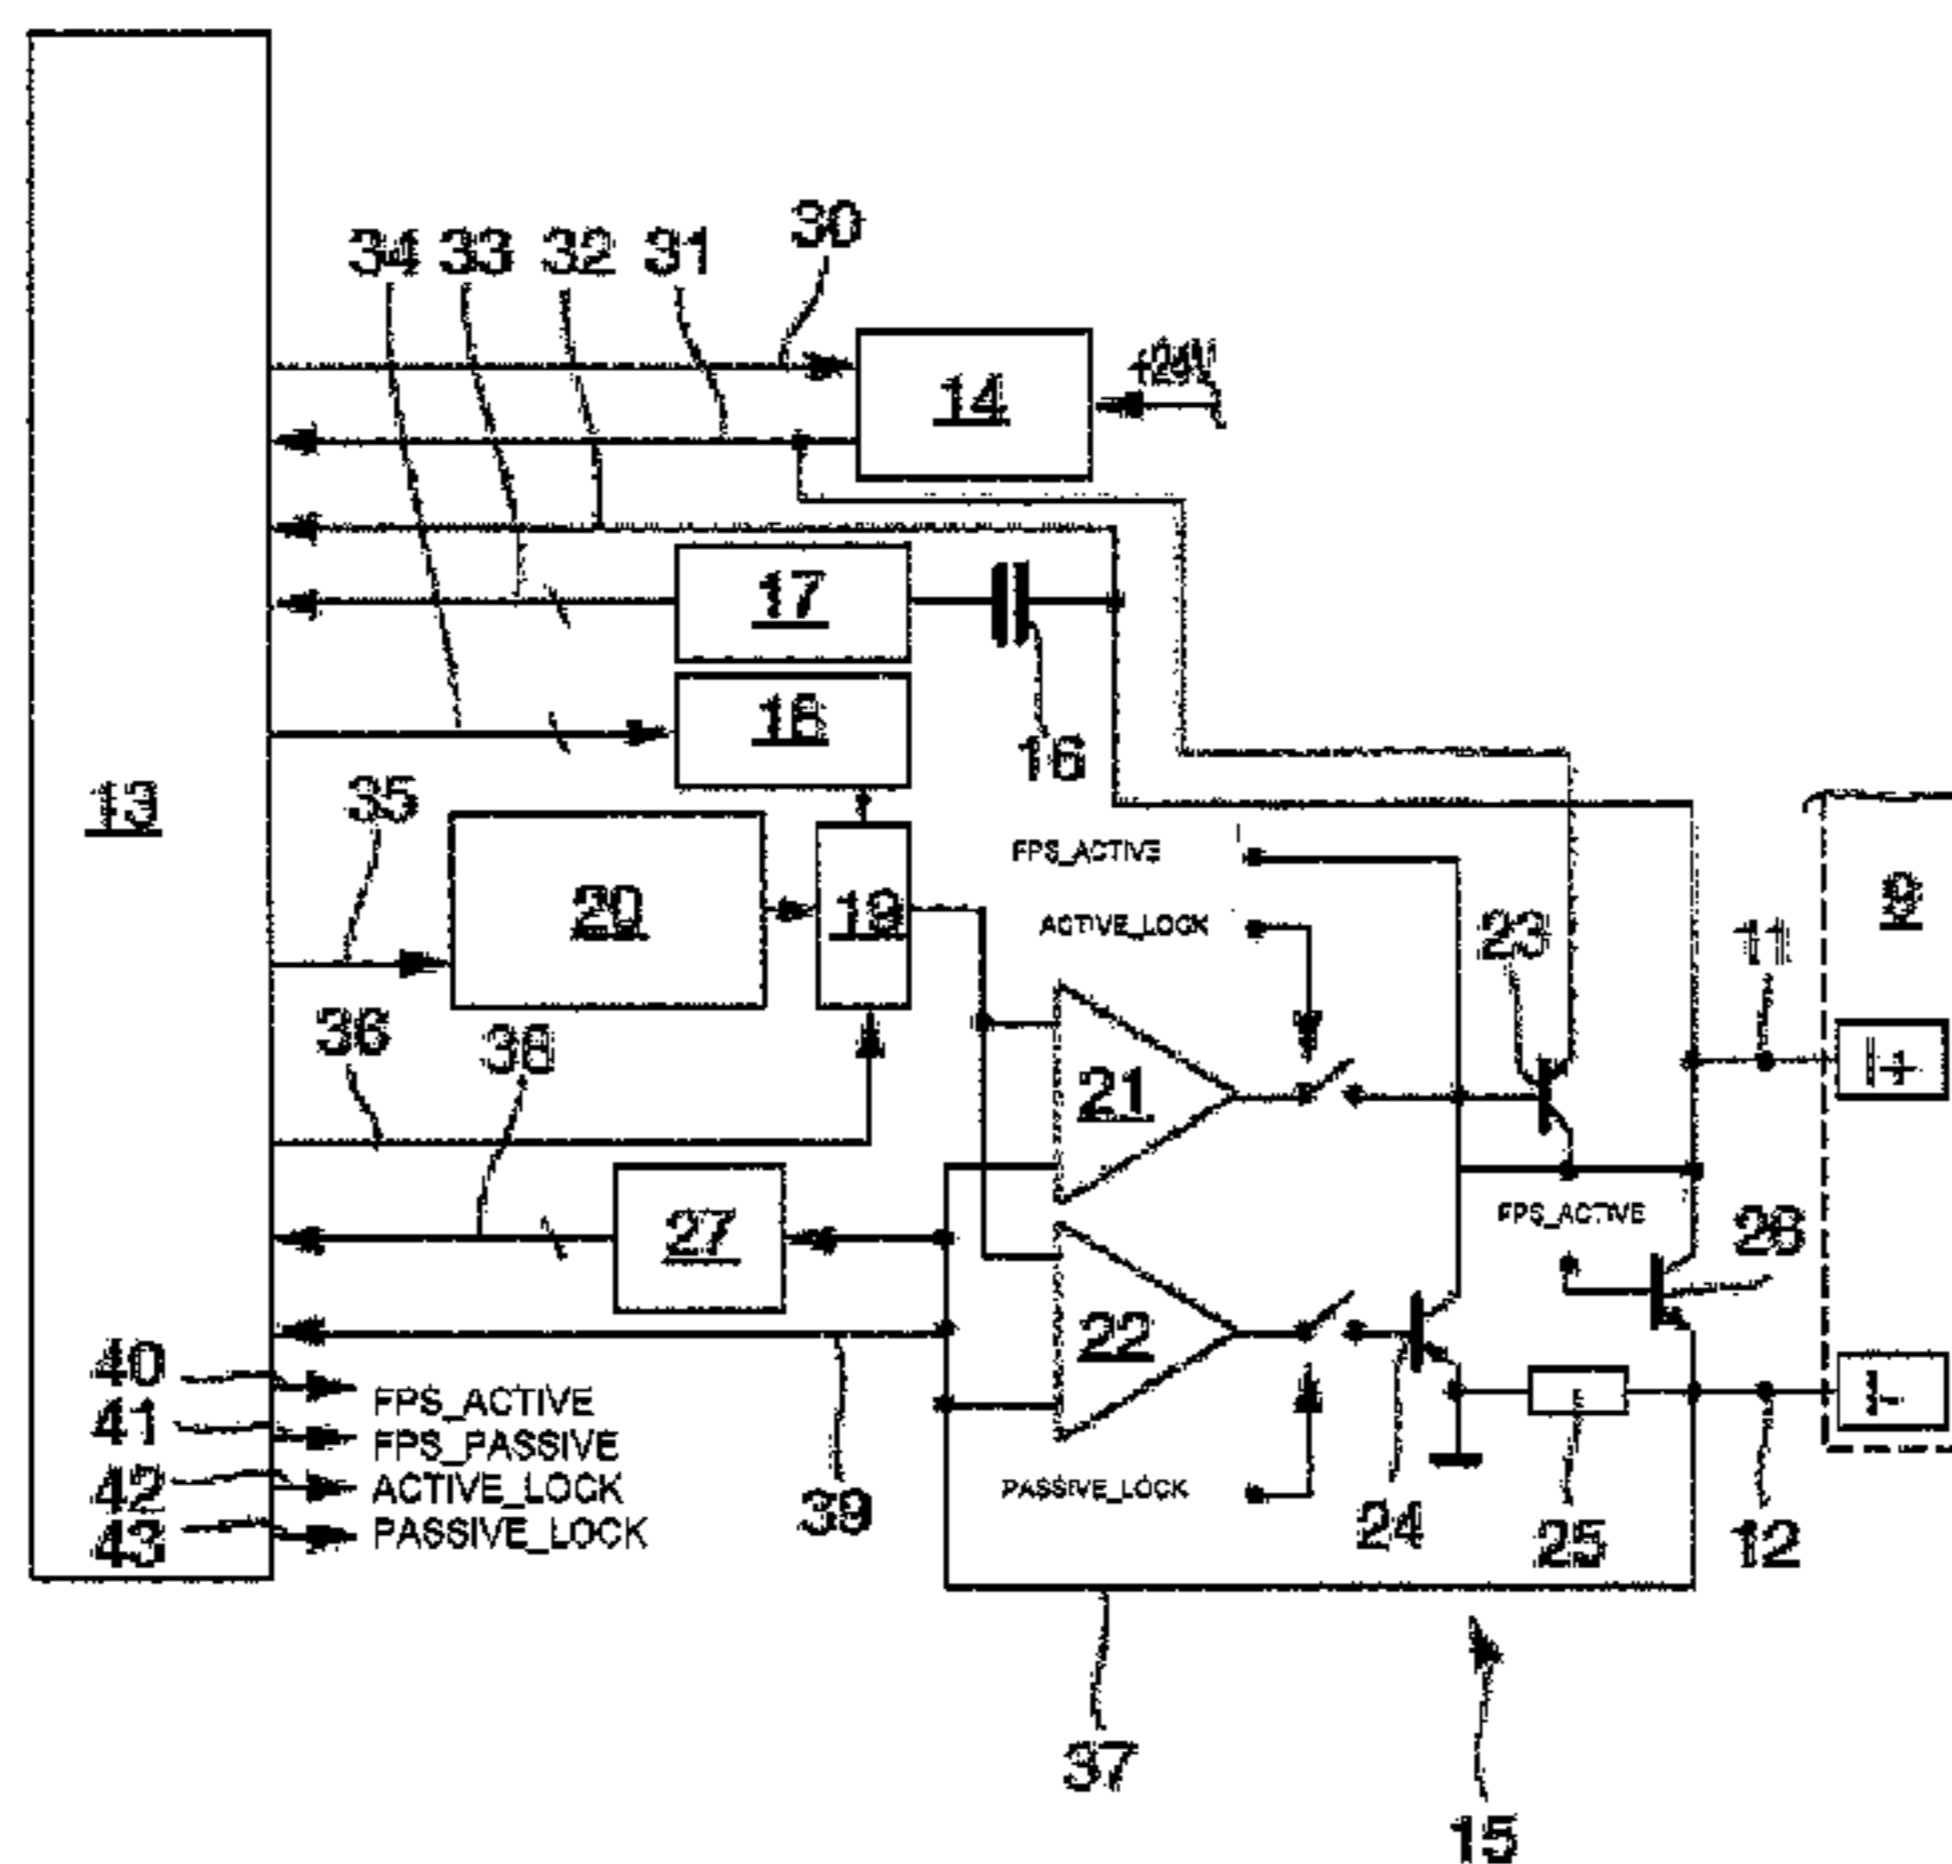 34 33 32 31 30
14
+24V
17
18
16
13
35
20
19
FPS_ACTIVE
ACTIVE_LOCK
23
11
9
I+
36
38
21
27
FPS_ACTIVE
26
22
40
FPS_ACTIVE
41
FPS_PASSIVE
42
ACTIVE_LOCK
43
PASSIVE_LOCK
39
PASSIVE_LOCK
24
25
12
I-
37
15